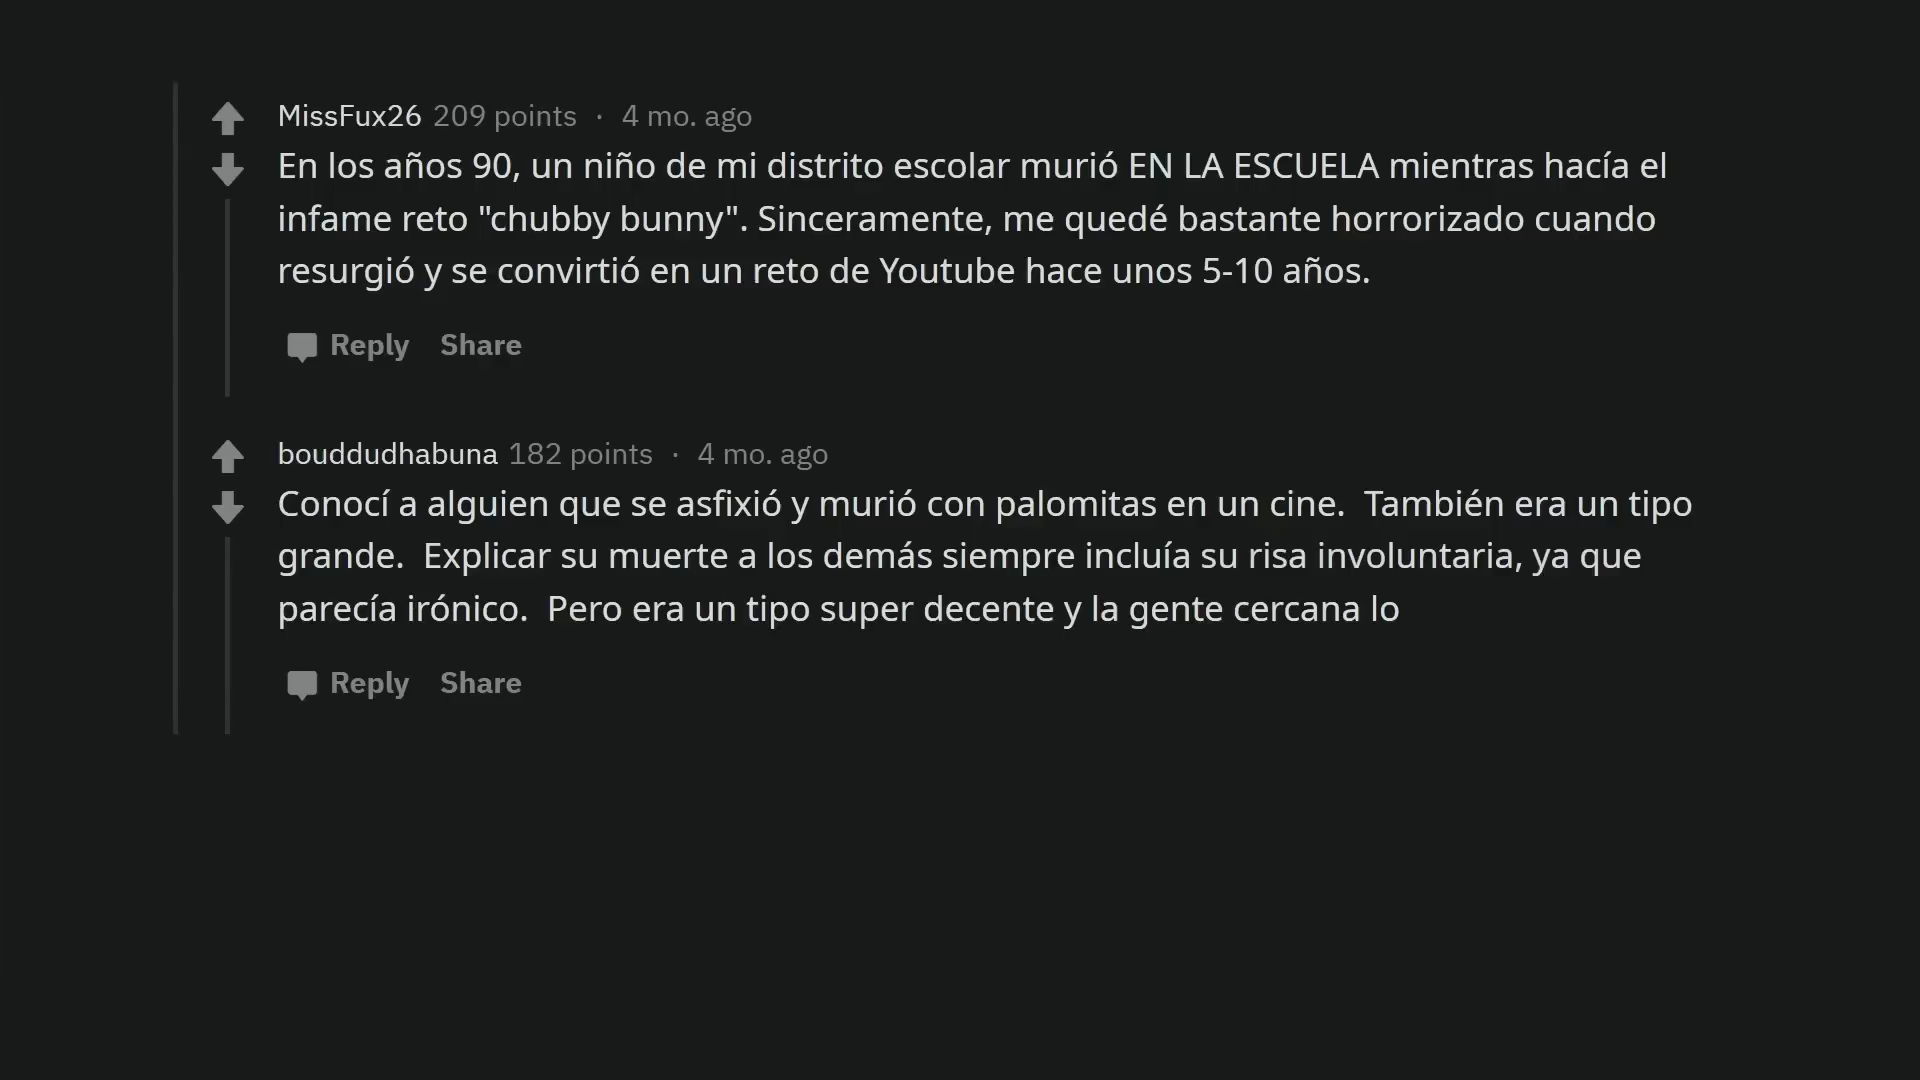 MissFux26 209 points · 4 mo. ago
En los años 90, un niño de mi distrito escolar murió EN LA ESCUELA mientras hacía el
infame reto "chubby bunny". Sinceramente, me quedé bastante horrorizado cuando
resurgió y se convirtió en un reto de Youtube hace unos 5-10 años.
Reply Share
bouddudhabuna 182 points · 4 mo. ago
Conocí a alguien que se asfixió y murió con palomitas en un cine.  También era un tipo
grande.  Explicar su muerte a los demás siempre incluía su risa involuntaria, ya que
parecía irónico.  Pero era un tipo super decente y la gente cercana lo
Reply Share